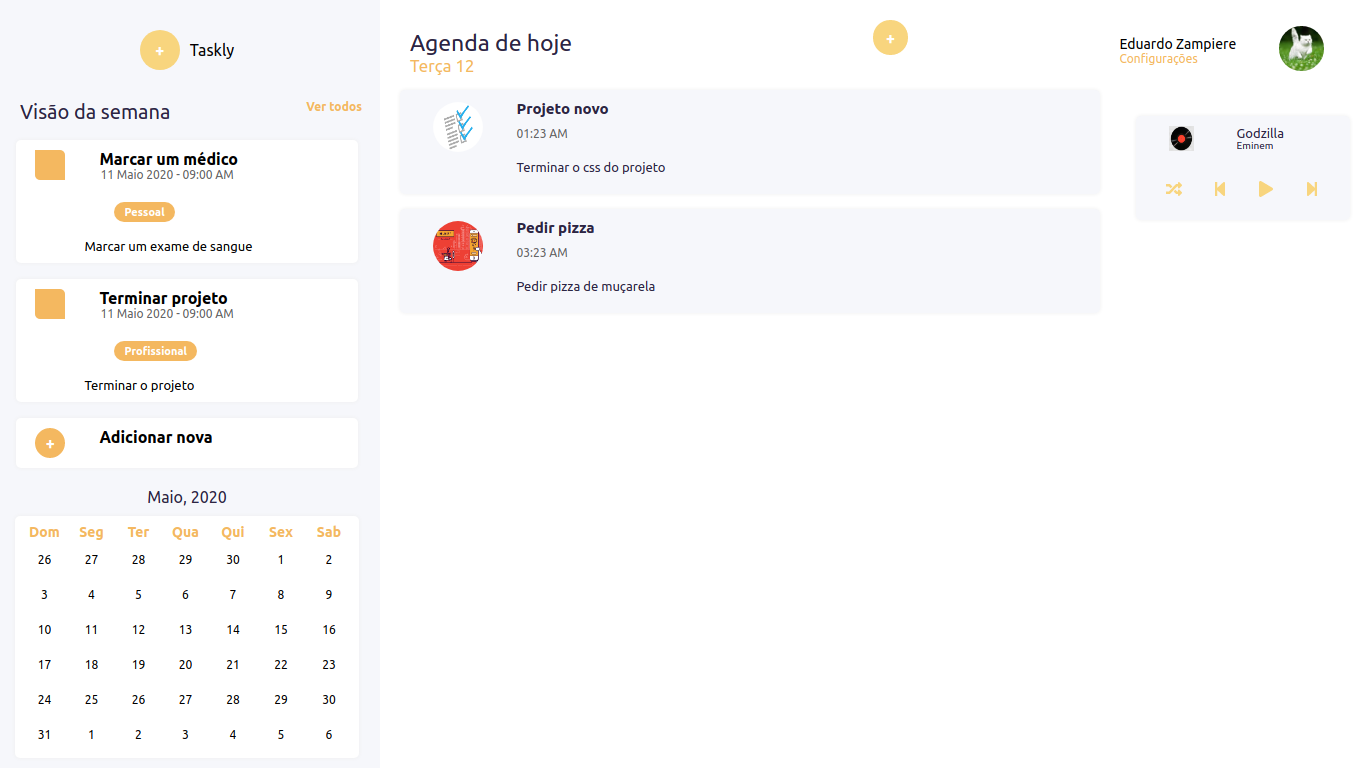 + Taskly
Visão da semana
Ver todos
Marcar um médico
11 Maio 2020 - 09:00 AM
Pessoal
Marcar um exame de sangue
Terminar projeto
11 Maio 2020 - 09:00 AM
Profissional
Terminar o projeto
+ Adicionar nova
Maio, 2020
Dom Seg Ter Qua Qui Sex Sab
26 27 28 29 30 1 2
3 4 5 6 7 8 9
10 11 12 13 14 15 16
17 18 19 20 21 22 23
24 25 26 27 28 29 30
31 1 2 3 4 5 6
Agenda de hoje
Terça 12
+
Projeto novo
01:23 AM
Terminar o css do projeto
Pedir pizza
03:23 AM
Pedir pizza de muçarela
Eduardo Zampiere
Configurações
Godzilla
Eminem